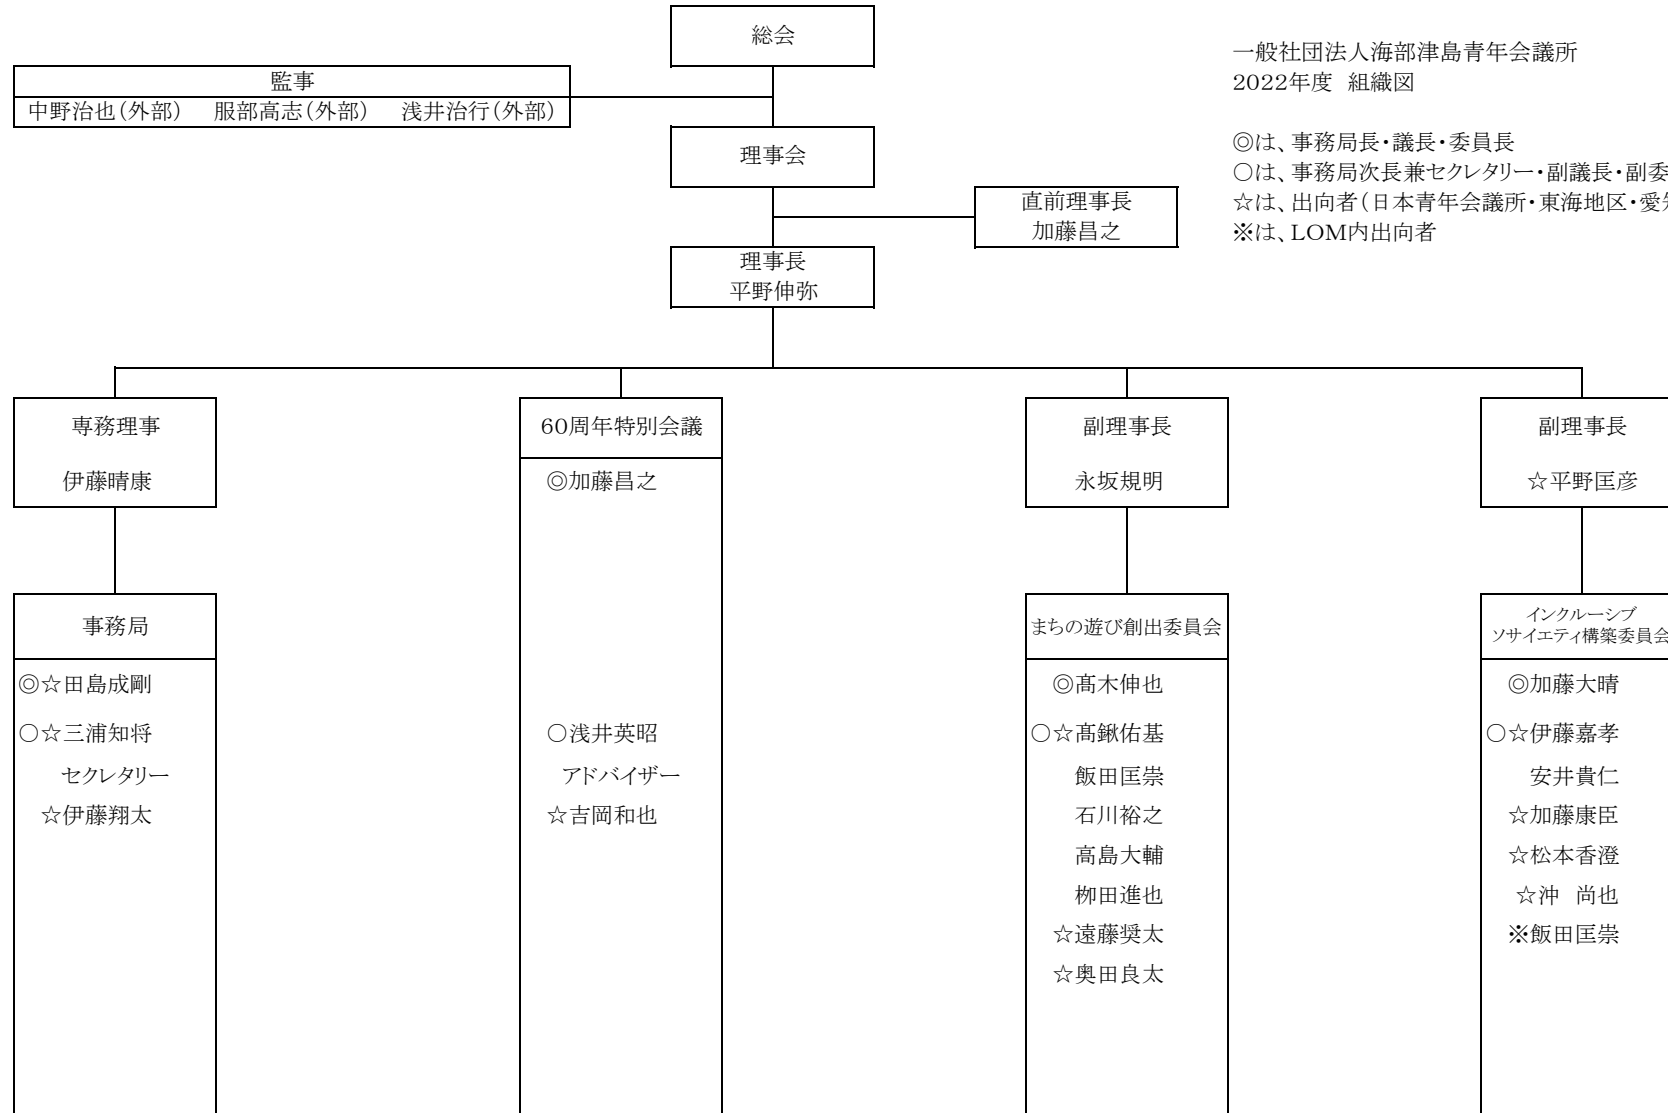 総会
一般社団法人海部津島青年会議所
2022年度 組織図
監事
中野治也(外部) 服部高志(外部) 浅井治行(外部)
◎は、事務局長・議長・委員長
○は、事務局次長兼セクレタリー・副議長・副委
☆は、出向者(日本青年会議所・東海地区・愛知
※は、LOM内出向者
理事会
直前理事長
加藤昌之
理事長
平野伸弥
専務理事
伊藤晴康
事務局
◎☆田島成剛
○☆三浦知将
セクレタリー
☆伊藤翔太
60周年特別会議
◎加藤昌之
○浅井英昭
アドバイザー
☆吉岡和也
副理事長
永坂規明
まちの遊び創出委員会
◎髙木伸也
○☆髙鍬佑基
飯田匡崇
石川裕之
高島大輔
栁田進也
☆遠藤奨太
☆奥田良太
副理事長
☆平野匡彦
インクルーシブ
ソサイエティ構築委員会
◎加藤大晴
○☆伊藤嘉孝
安井貴仁
☆加藤康臣
☆松本香澄
☆沖 尚也
※飯田匡崇